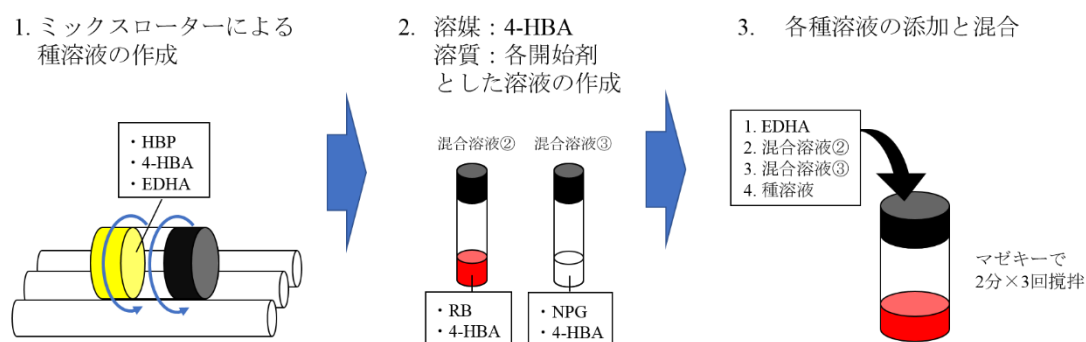 1. ミックスローターによる
種溶液の作成
・HBP
・4-HBA
・EDHA
2. 溶媒：4-HBA
溶質：各開始剤
とした溶液の作成
混合溶液②
混合溶液③
・RB
・4-HBA
・NPG
・4-HBA
3. 各種溶液の添加と混合
1. EDHA
2. 混合溶液②
3. 混合溶液③
4. 種溶液
マゼキーで
2分×3回撹拌